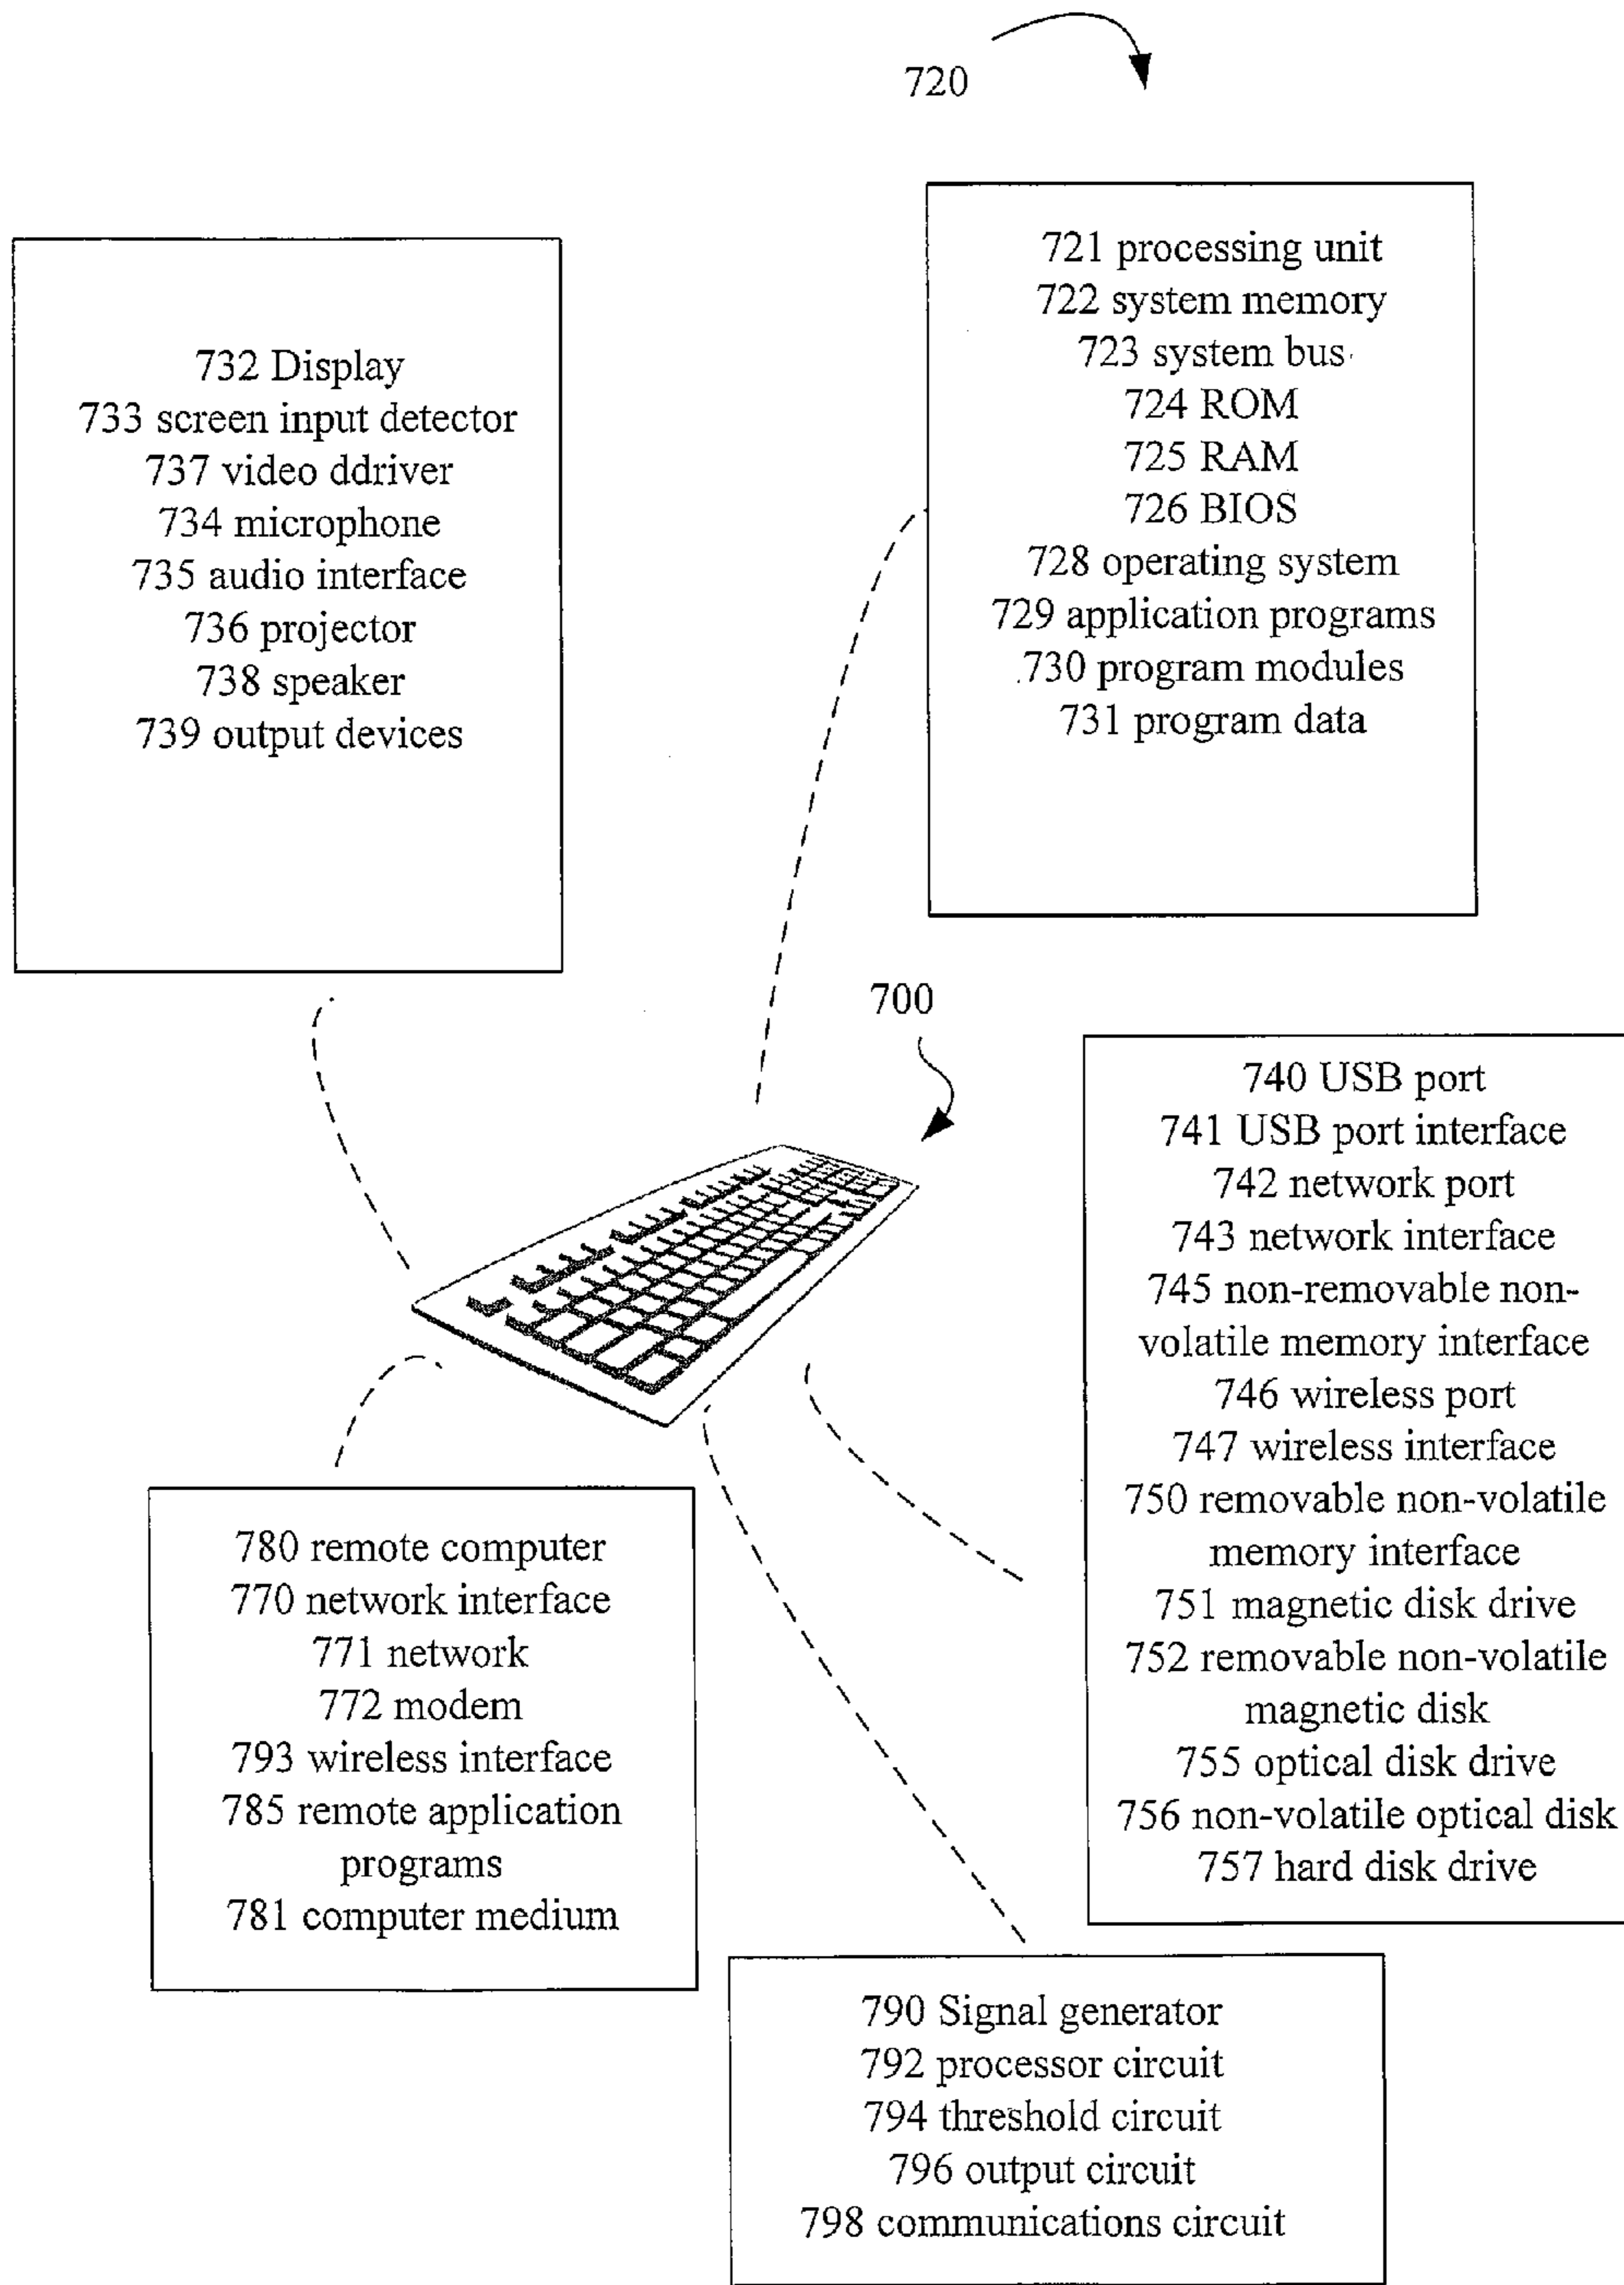 720
732 Display
733 screen input detector
737 video ddriver
734 microphone
735 audio interface
736 projector
738 speaker
739 output devices
721 processing unit
722 system memory
723 system bus
724 ROM
725 RAM
726 BIOS
728 operating system
729 application programs
730 program modules
731 program data
700
740 USB port
741 USB port interface
742 network port
743 network interface
745 non-removable non-
volatile memory interface
746 wireless port
747 wireless interface
750 removable non-volatile
memory interface
751 magnetic disk drive
752 removable non-volatile
magnetic disk
755 optical disk drive
756 non-volatile optical disk
757 hard disk drive
780 remote computer
770 network interface
771 network
772 modem
793 wireless interface
785 remote application
programs
781 computer medium
790 Signal generator
792 processor circuit
794 threshold circuit
796 output circuit
798 communications circuit